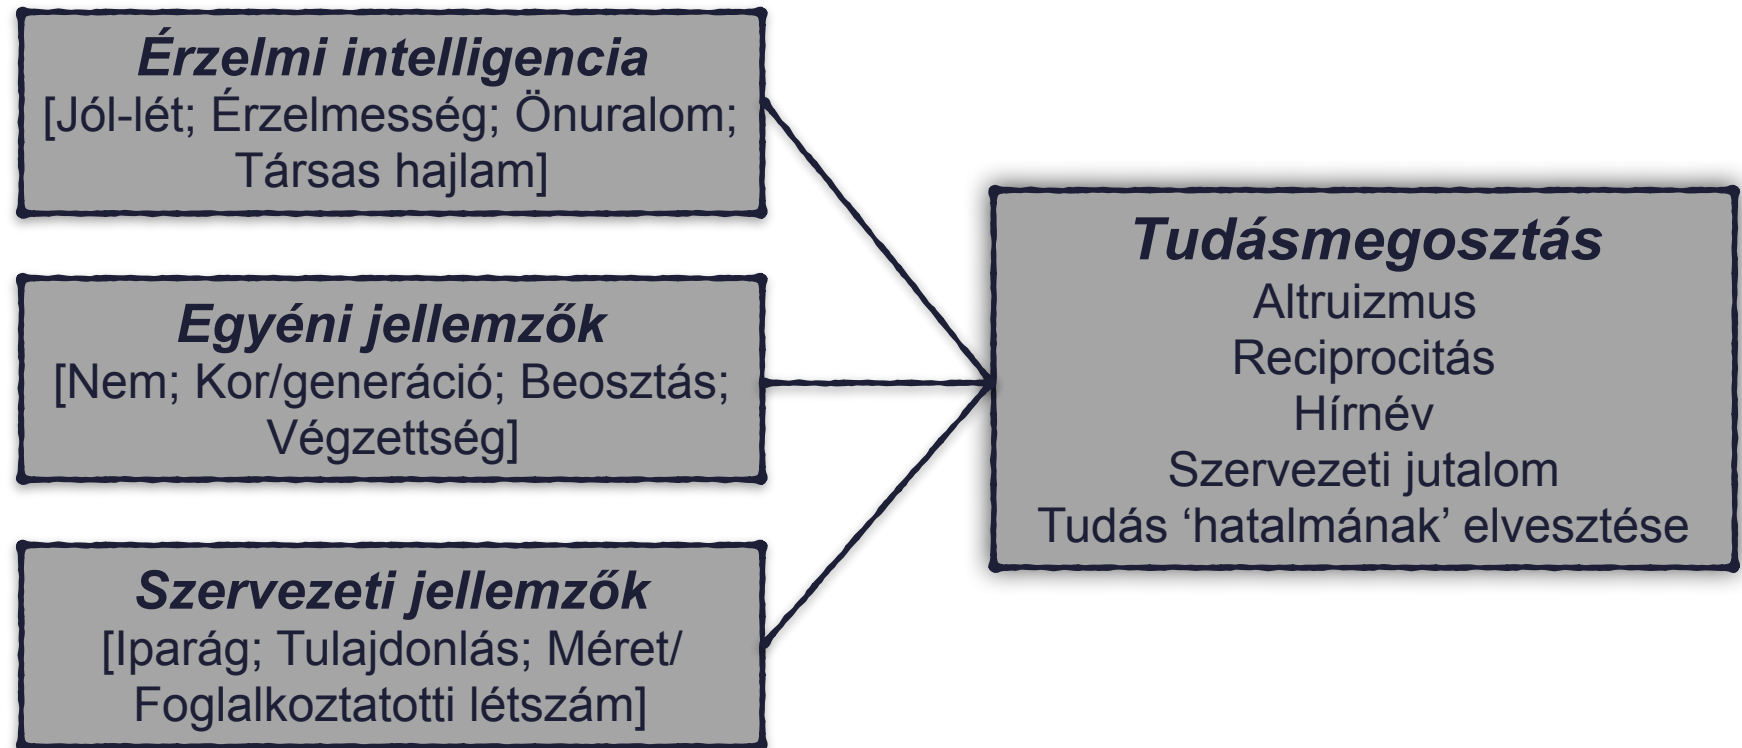 Érzelmi intelligencia
[Jól-lét; Érzelmesség; Önuralom;
Társas hajlam]
Egyéni jellemzők
[Nem; Kor/generáció; Beosztás;
Végzettség]
Szervezeti jellemzők
[Iparág; Tulajdonlás; Méret/
Foglalkoztatotti létszám]
Tudásmegosztás
Altruizmus
Reciprocitás
Hírnév
Szervezeti jutalom
Tudás ‘hatalmának’ elvesztése